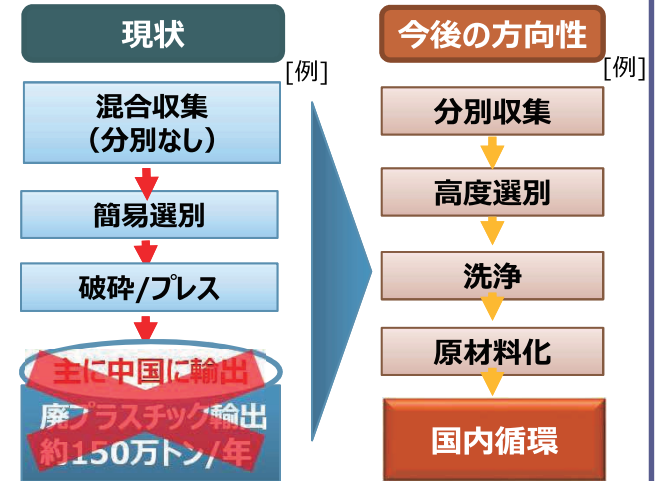 現状
[例]
混合収集
（分別なし）
簡易選別
破砕/プレス
主に中国に輸出
廃プラスチック輸出
約150万トン/年
今後の方向性
[例]
分別収集
高度選別
洗浄
原材料化
国内循環